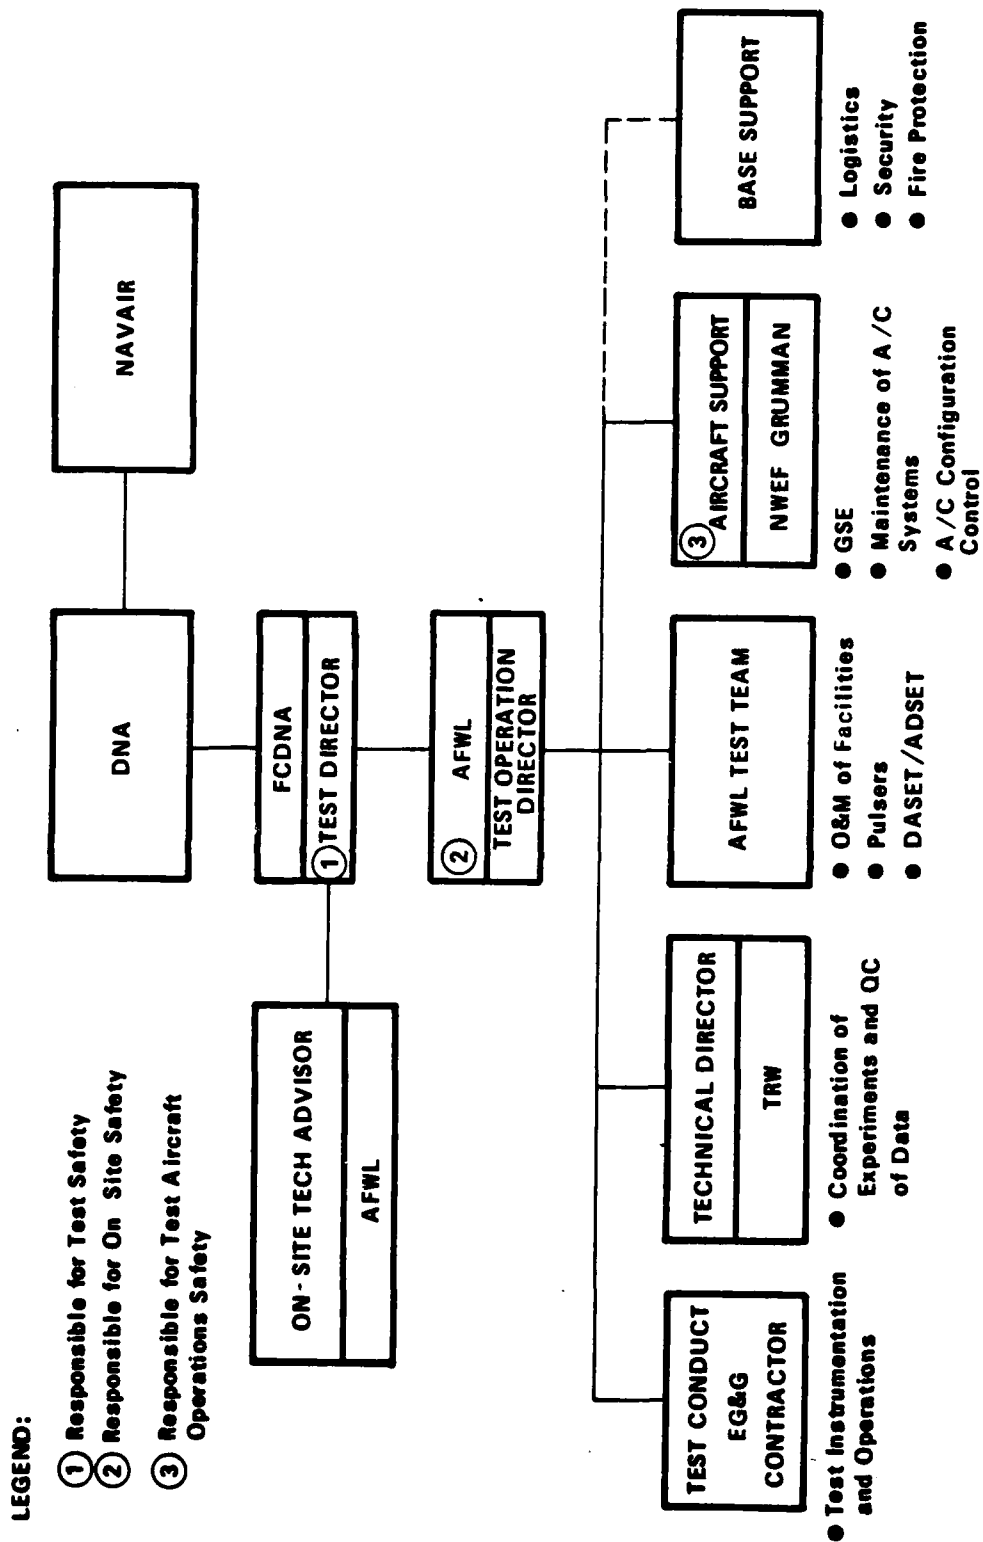 LEGEND:
① Responsible for Test Safety
② Responsible for On Site Safety
③ Responsible for Test Aircraft
Operations Safety
DNA
NAVAIR
FCDNA
① TEST DIRECTOR
ON-SITE TECH ADVISOR
AFWL
② AFWL
TEST OPERATION
DIRECTOR
TEST CONDUCT
EG&G
CONTRACTOR
● Test Instrumentation
and Operations
TECHNICAL DIRECTOR
TRW
● Coordination of
Experiments and QC
of Data
AFWL TEST TEAM
● O&M of Facilities
● Pulsers
● DASET/ADSET
③ AIRCRAFT SUPPORT
NWEF GRUMMAN
● GSE
● Maintenance of A/C
Systems
● A/C Configuration
Control
BASE SUPPORT
● Logistics
● Security
● Fire Protection